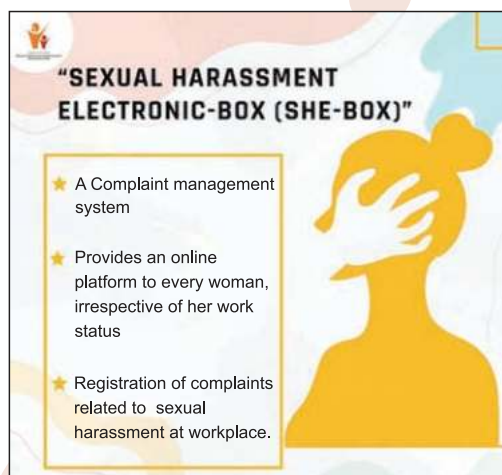 “SEXUAL HARASSMENT
ELECTRONIC-BOX (SHE-BOX)”
A Complaint management
system
Provides an online
platform to every woman,
irrespective of her work
status
Registration of complaints
related to sexual
harassment at workplace.